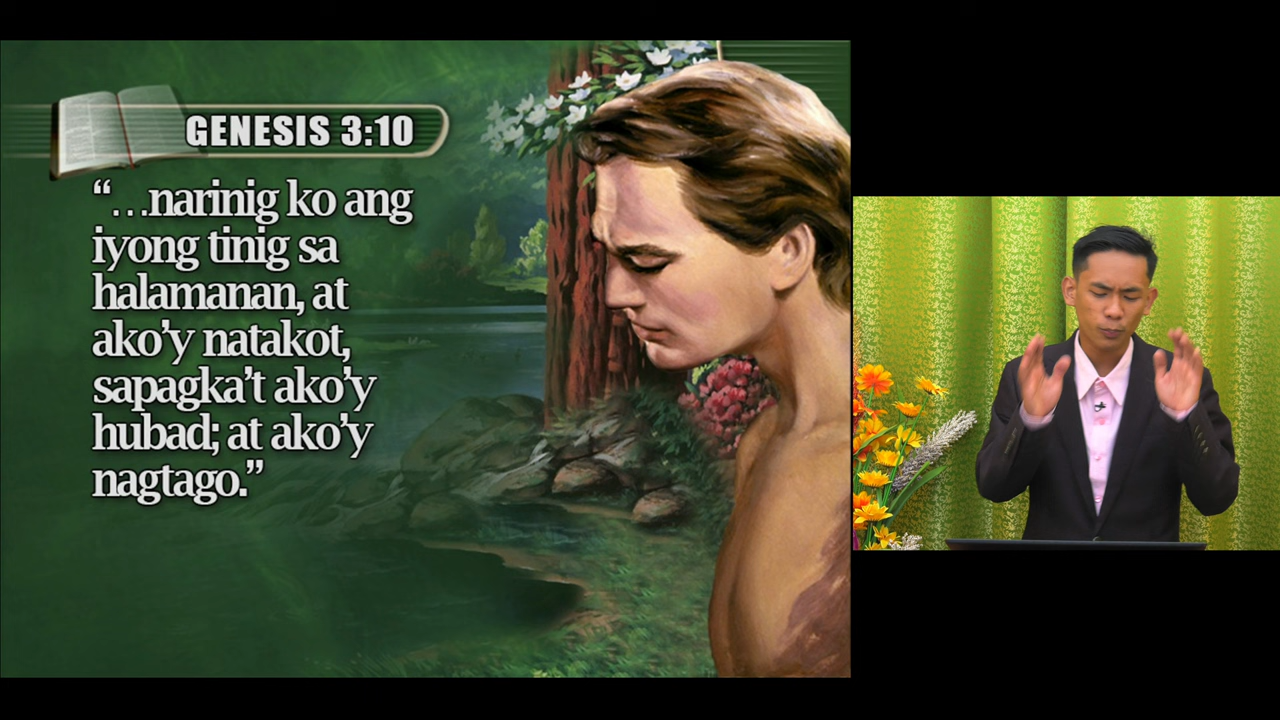 GENESIS 3:10
“…narinig ko ang
iyong tinig sa
halamanan, at
ako’y natakot,
sapagka’t ako’y
hubad; at ako’y
nagtago.”